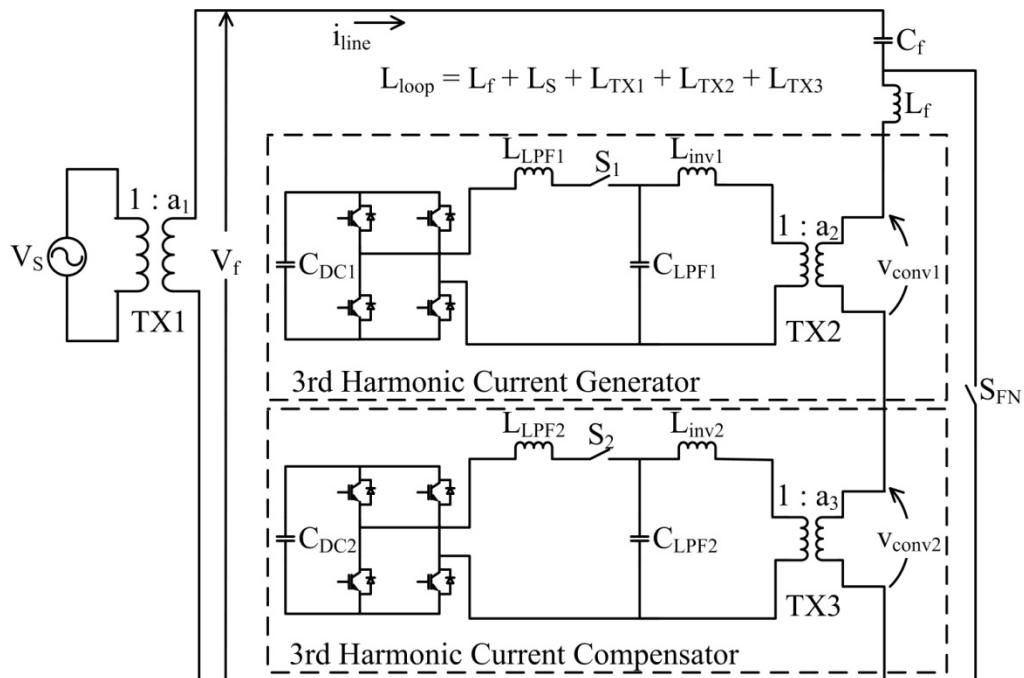 i_line
C_f
L_loop = L_f + L_S + L_TX1 + L_TX2 + L_TX3
L_f
L_LPF1
S_1
L_inv1
1 : a_1
1 : a_2
V_S
V_f
C_DC1
C_LPF1
v_conv1
TX1
TX2
3rd Harmonic Current Generator
S_FN
L_LPF2
S_2
L_inv2
1 : a_3
C_DC2
C_LPF2
v_conv2
TX3
3rd Harmonic Current Compensator